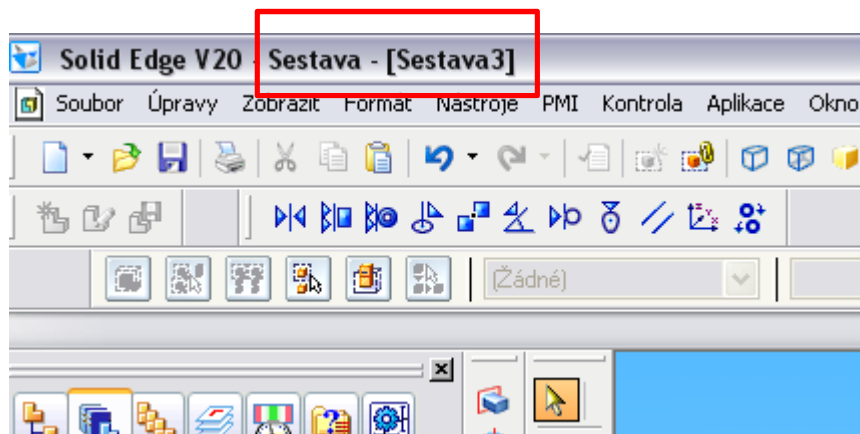 Solid Edge V20 - Sestava - [Sestava3]
Soubor Úpravy Zobrazit Formát Nástroje PMI Kontrola Aplikace Okno
(Žádné)